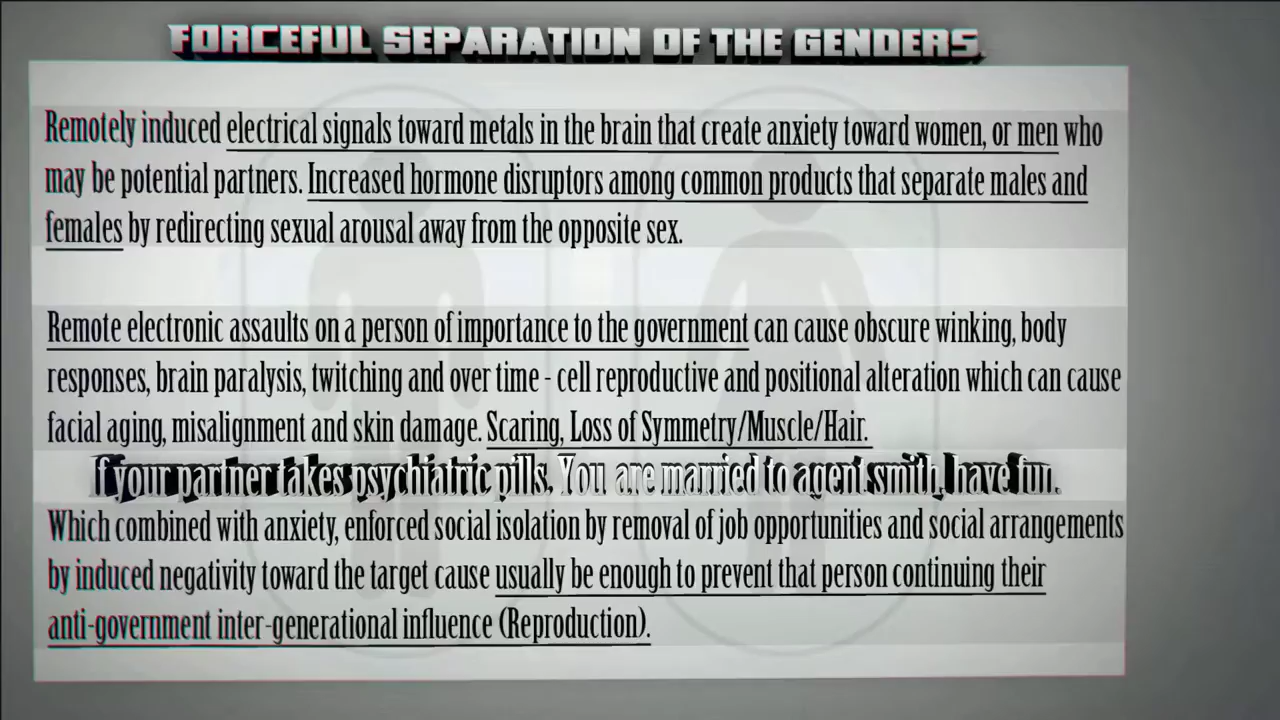 FORCEFUL SEPARATION OF THE GENDERS.
Remotely induced electrical signals toward metals in the brain that create anxiety toward women, or men who
may be potential partners. Increased hormone disruptors among common products that separate males and
females by redirecting sexual arousal away from the opposite sex.
Remote electronic assaults on a person of importance to the government can cause obscure winking, body
responses, brain paralysis, twitching and over time - cell reproductive and positional alteration which can cause
facial aging, misalignment and skin damage. Scaring, Loss of Symmetry/Muscle/Hair.
If your partner takes psychiatric pills. You are married to agent smith, have fun.
Which combined with anxiety, enforced social isolation by removal of job opportunities and social arrangements
by induced negativity toward the target cause usually be enough to prevent that person continuing their
anti-government inter-generational influence (Reproduction).